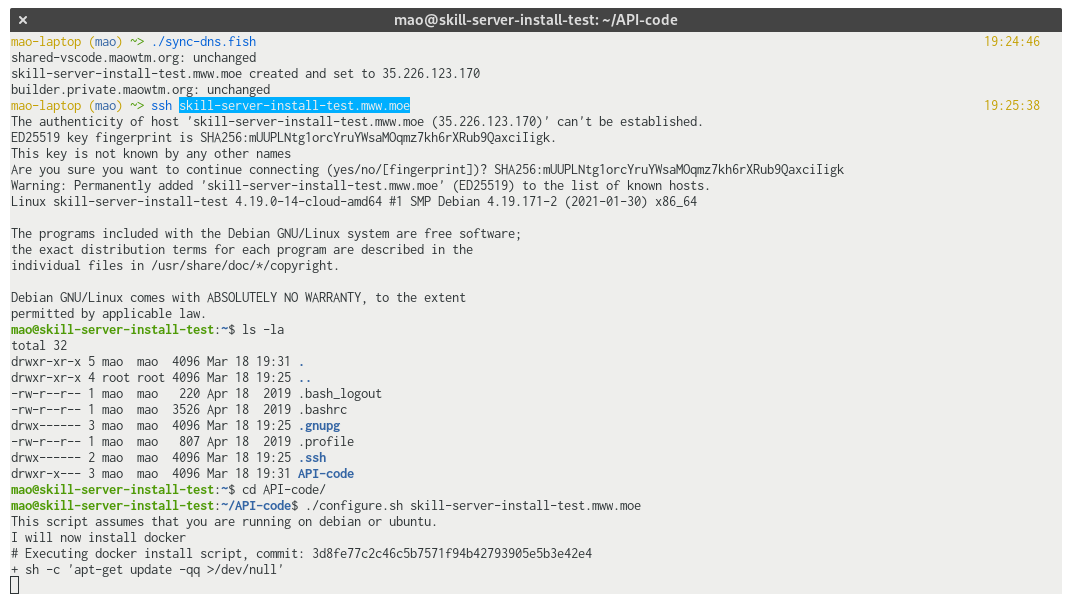 × mao@skill-server-install-test: ~/API-code
mao-laptop (mao) ~> ./sync-dns.fish 19:24:46
shared-vscode.maowtm.org: unchanged
skill-server-install-test.mww.moe created and set to 35.226.123.170
builder.private.maowtm.org: unchanged
mao-laptop (mao) ~> ssh skill-server-install-test.mww.moe 19:25:38
The authenticity of host 'skill-server-install-test.mww.moe (35.226.123.170)' can't be established.
ED25519 key fingerprint is SHA256:mUUPLNtg1orcYruYWsaMOqmz7kh6rXRub9QaxciIigk.
This key is not known by any other names
Are you sure you want to continue connecting (yes/no/[fingerprint])? SHA256:mUUPLNtg1orcYruYWsaMOqmz7kh6rXRub9QaxciIigk
Warning: Permanently added 'skill-server-install-test.mww.moe' (ED25519) to the list of known hosts.
Linux skill-server-install-test 4.19.0-14-cloud-amd64 #1 SMP Debian 4.19.171-2 (2021-01-30) x86_64
The programs included with the Debian GNU/Linux system are free software;
the exact distribution terms for each program are described in the
individual files in /usr/share/doc/*/copyright.
Debian GNU/Linux comes with ABSOLUTELY NO WARRANTY, to the extent
permitted by applicable law.
mao@skill-server-install-test:~$ ls -la
total 32
drwxr-xr-x 5 mao  mao  4096 Mar 18 19:31 .
drwxr-xr-x 4 root root 4096 Mar 18 19:25 ..
-rw-r--r-- 1 mao  mao   220 Apr 18  2019 .bash_logout
-rw-r--r-- 1 mao  mao  3526 Apr 18  2019 .bashrc
drwx------ 3 mao  mao  4096 Mar 18 19:25 .gnupg
-rw-r--r-- 1 mao  mao   807 Apr 18  2019 .profile
drwx------ 2 mao  mao  4096 Mar 18 19:25 .ssh
drwxr-x--- 3 mao  mao  4096 Mar 18 19:31 API-code
mao@skill-server-install-test:~$ cd API-code/
mao@skill-server-install-test:~/API-code$ ./configure.sh skill-server-install-test.mww.moe
This script assumes that you are running on debian or ubuntu.
I will now install docker
# Executing docker install script, commit: 3d8fe77c2c46c5b7571f94b42793905e5b3e42e4
+ sh -c 'apt-get update -qq >/dev/null'